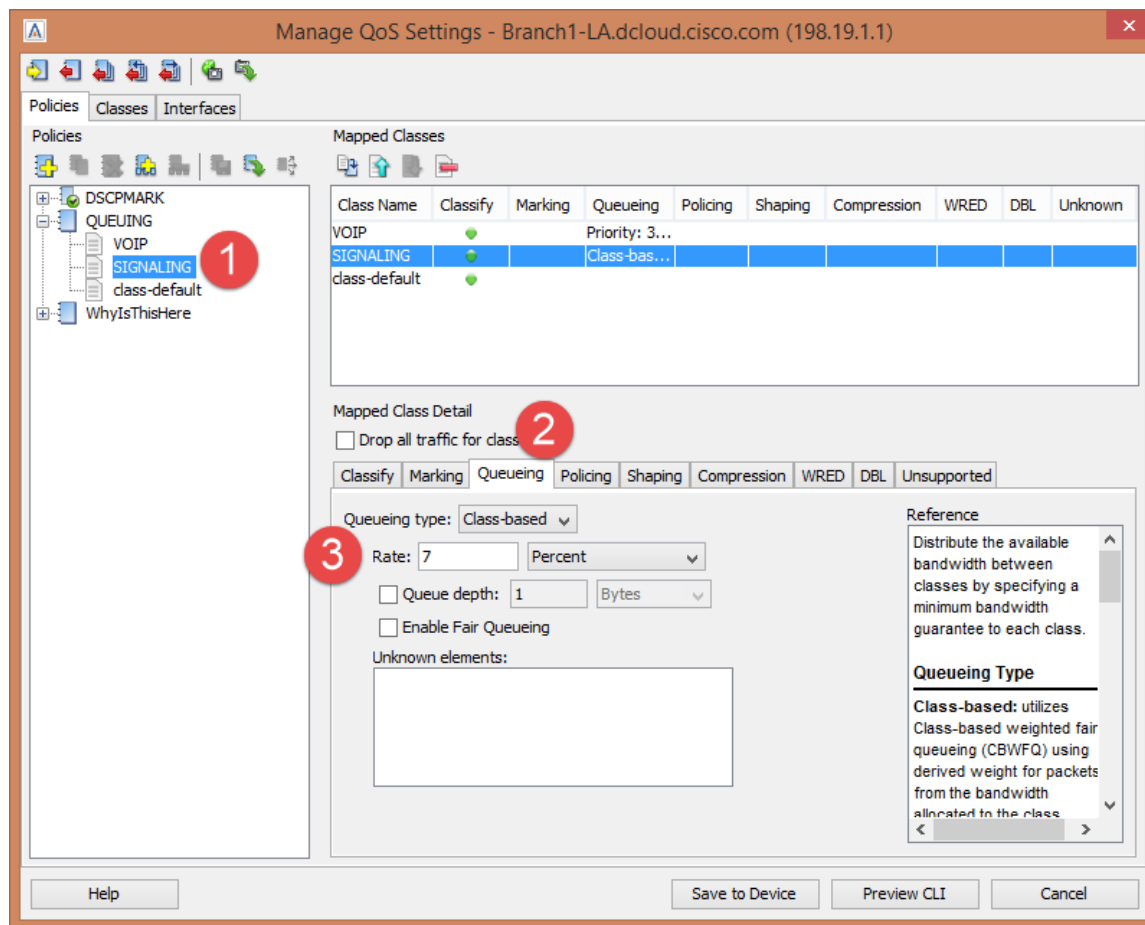 Manage QoS Settings - Branch1-LA.dcloud.cisco.com (198.19.1.1)
Policies Classes Interfaces
Policies
DSCPMARK
QUEUING
VOIP
SIGNALING
class-default
WhyIsThisHere
1
Mapped Classes
Class Name Classify Marking Queueing Policing Shaping Compression WRED DBL Unknown
VOIP Priority: 3...
SIGNALING Class-bas...
class-default
Mapped Class Detail
2
Drop all traffic for class
Classify Marking Queueing Policing Shaping Compression WRED DBL Unsupported
Queueing type: Class-based
3
Rate: 7 Percent
Queue depth: 1 Bytes
Enable Fair Queueing
Unknown elements:
Reference
Distribute the available
bandwidth between
classes by specifying a
minimum bandwidth
guarantee to each class.
Queueing Type
Class-based: utilizes
Class-based weighted fair
queueing (CBWFQ) using
derived weight for packets
from the bandwidth
allocated to the class
Help Save to Device Preview CLI Cancel